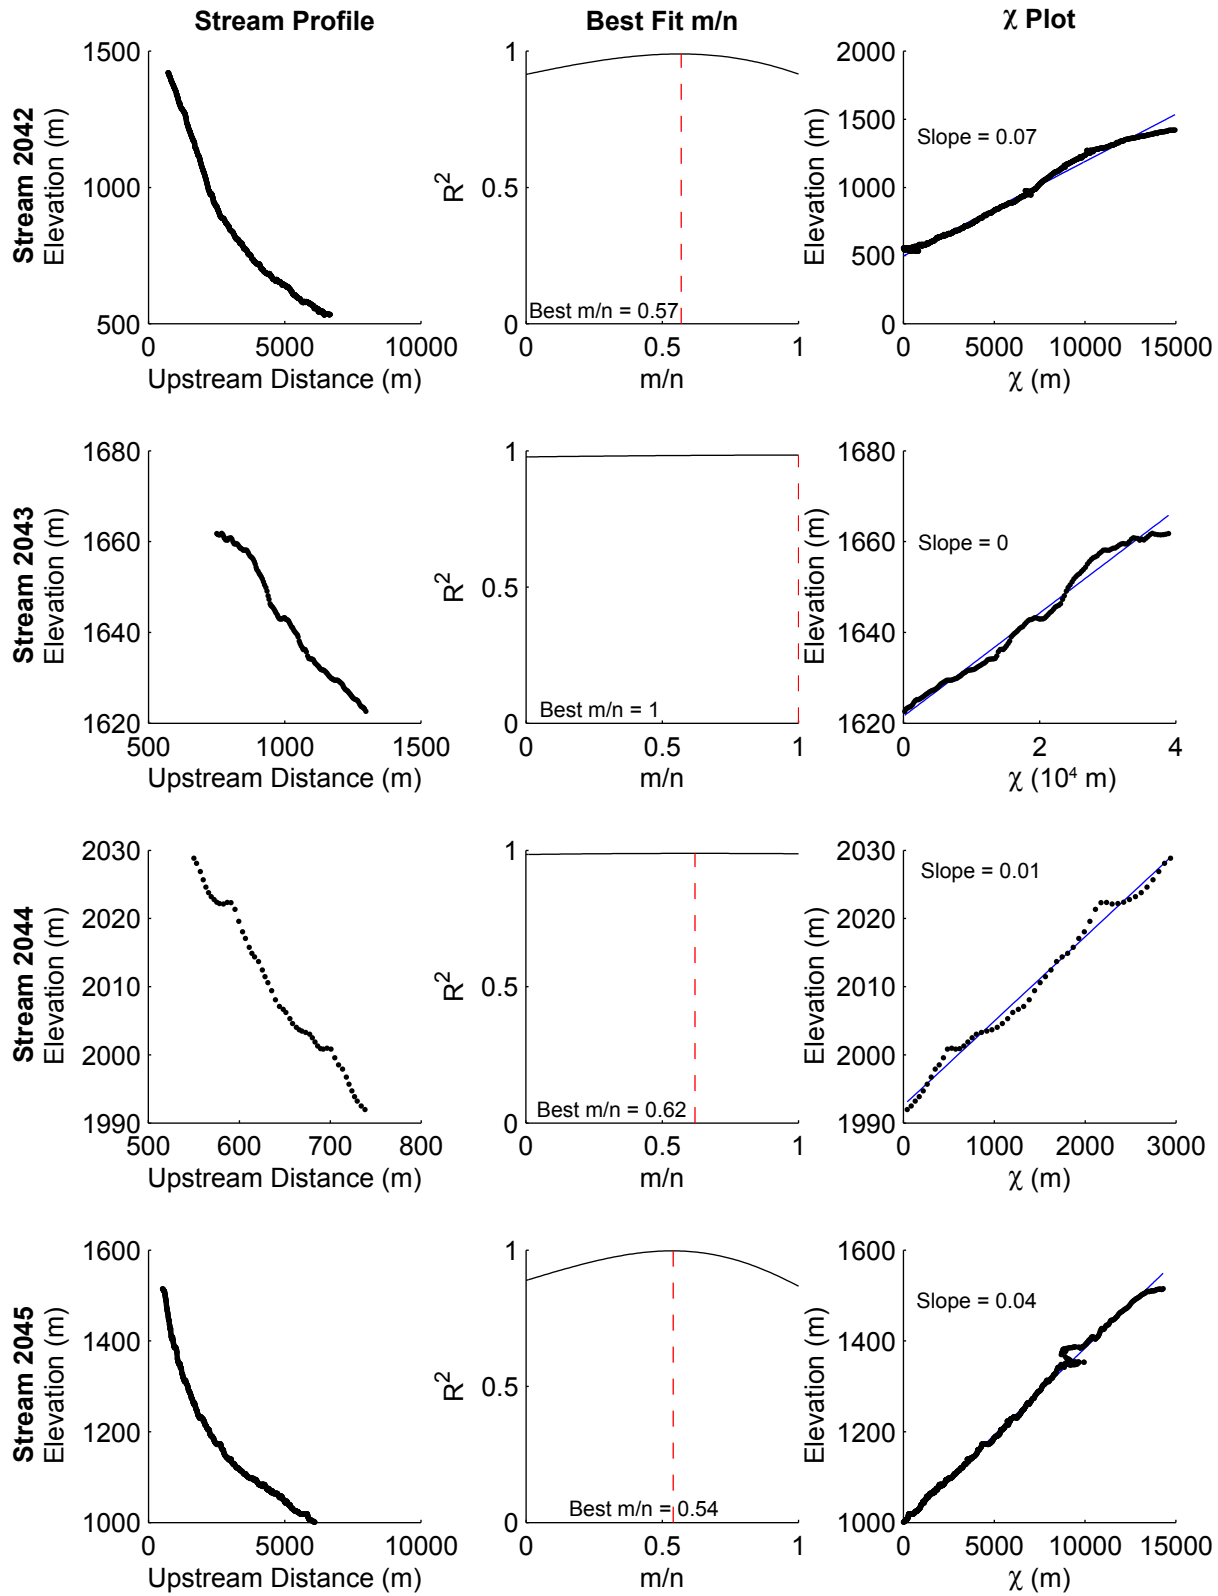 Stream Profile
Best Fit m/n
χ Plot
Stream 2042
Elevation (m)
1500
1000
500
0
5000
10000
Upstream Distance (m)
R²
1
0.5
0
Best m/n = 0.57
0
0.5
1
m/n
Elevation (m)
2000
1500
1000
500
0
Slope = 0.07
0
5000
10000
15000
χ (m)
Stream 2043
Elevation (m)
1680
1660
1640
1620
500
1000
1500
Upstream Distance (m)
R²
1
0.5
0
Best m/n = 1
0
0.5
1
m/n
Elevation (m)
1680
1660
1640
1620
Slope = 0
0
2
4
χ (10⁴ m)
Stream 2044
Elevation (m)
2030
2020
2010
2000
1990
500
600
700
800
Upstream Distance (m)
R²
1
0.5
0
Best m/n = 0.62
0
0.5
1
m/n
Elevation (m)
2030
2020
2010
2000
1990
Slope = 0.01
0
1000
2000
3000
χ (m)
Stream 2045
Elevation (m)
1600
1400
1200
1000
0
5000
10000
Upstream Distance (m)
R²
1
0.5
0
Best m/n = 0.54
0
0.5
1
m/n
Elevation (m)
1600
1400
1200
1000
Slope = 0.04
0
5000
10000
15000
χ (m)